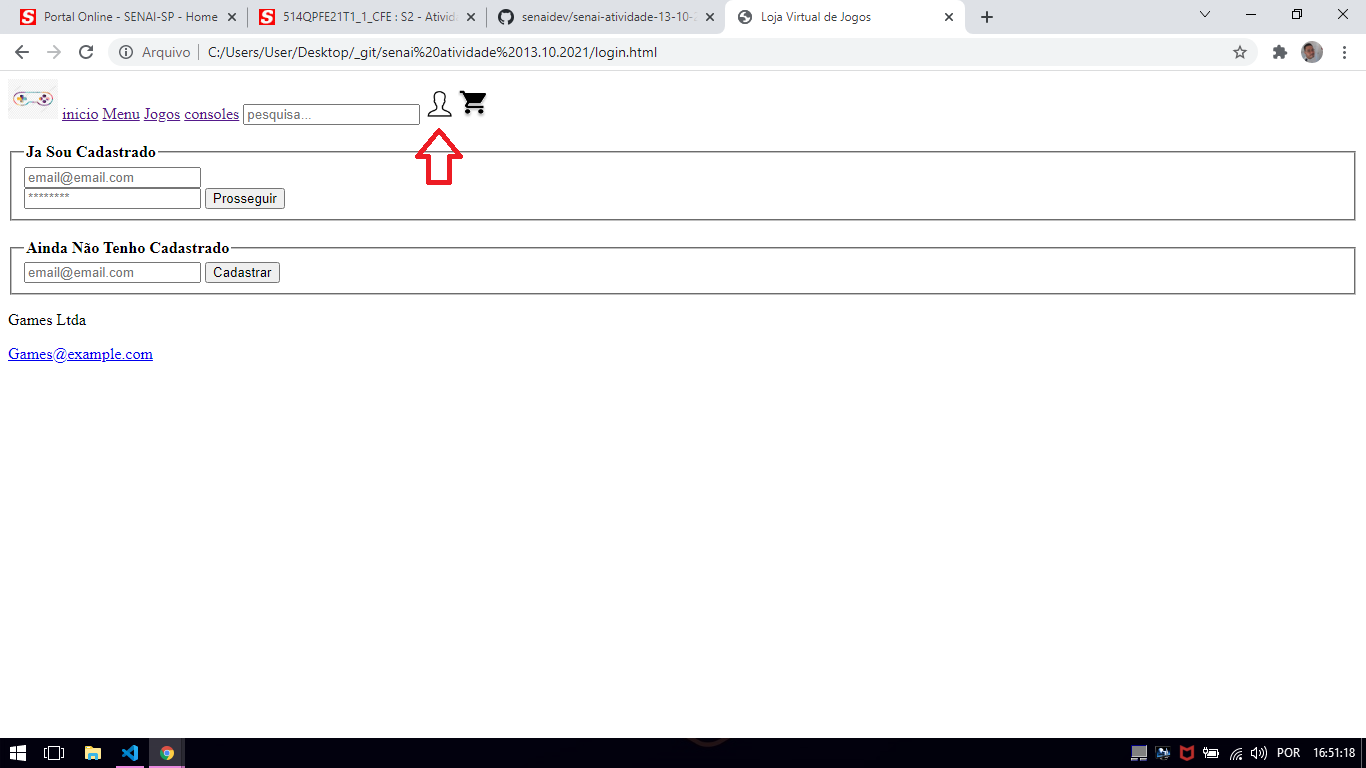 Portal Online - SENAI-SP - Home
514QPFE21T1_1_CFE : S2 - Ativid
senaidev/senai-atividade-13-10-2
Loja Virtual de Jogos
Arquivo
C:/Users/User/Desktop/_git/senai%20atividade%2013.10.2021/login.html
inicio Menu Jogos consoles pesquisa...
Ja Sou Cadastrado
email@email.com
******** Prosseguir
Ainda Não Tenho Cadastrado
email@email.com Cadastrar
Games Ltda
Games@example.com
POR 16:51:18